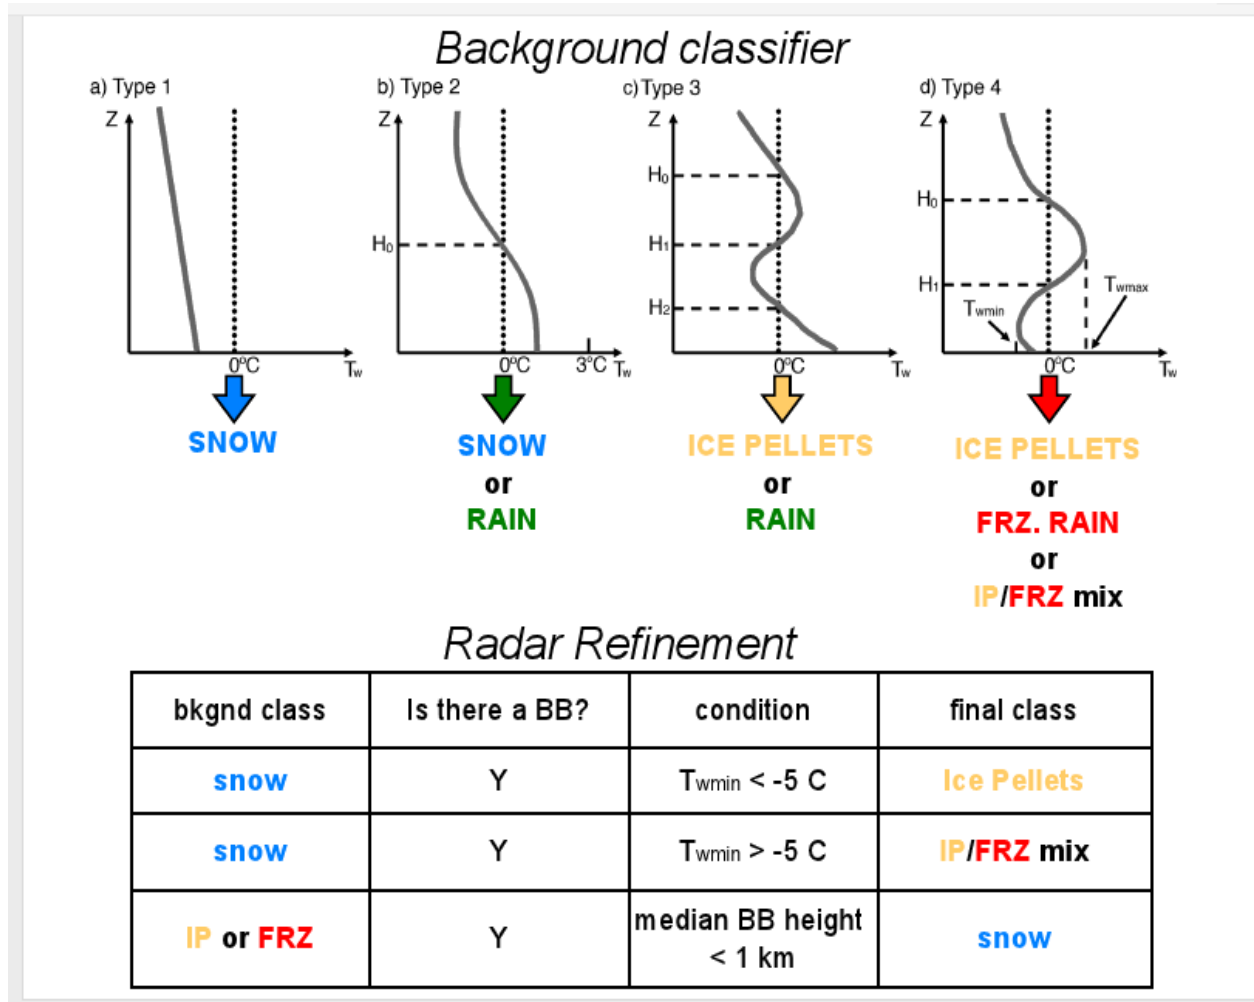 Background classifier
a) Type 1
b) Type 2
c) Type 3
d) Type 4
Z
0ºC
Tw
Z
H0
0ºC
3ºC
Tw
Z
H0
H1
H2
0ºC
Tw
Z
H0
H1
Twmin
Twmax
0ºC
Tw
SNOW
SNOW
or
RAIN
ICE PELLETS
or
RAIN
ICE PELLETS
or
FRZ. RAIN
or
IP/FRZ mix
Radar Refinement
bkgnd class
Is there a BB?
condition
final class
snow
Y
Twmin < -5 C
Ice Pellets
snow
Y
Twmin > -5 C
IP/FRZ mix
IP or FRZ
Y
median BB height
< 1 km
snow